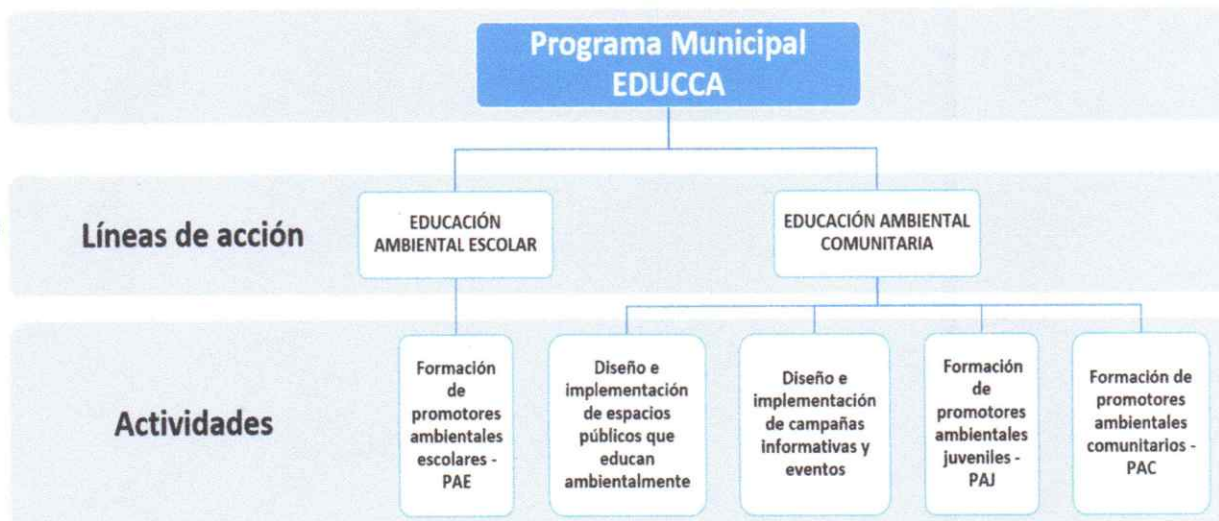 Programa Municipal
EDUCCA
Líneas de acción
EDUCACIÓN
AMBIENTAL ESCOLAR
EDUCACIÓN AMBIENTAL
COMUNITARIA
Actividades
Formación
de
promotores
ambientales
escolares -
PAE
Diseño e
implementación
de espacios
públicos que
educan
ambientalmente
Diseño e
implementación
de campañas
informativas y
eventos
Formación
de
promotores
ambientales
juveniles -
PAJ
Formación de
promotores
ambientales
comunitarios -
PAC